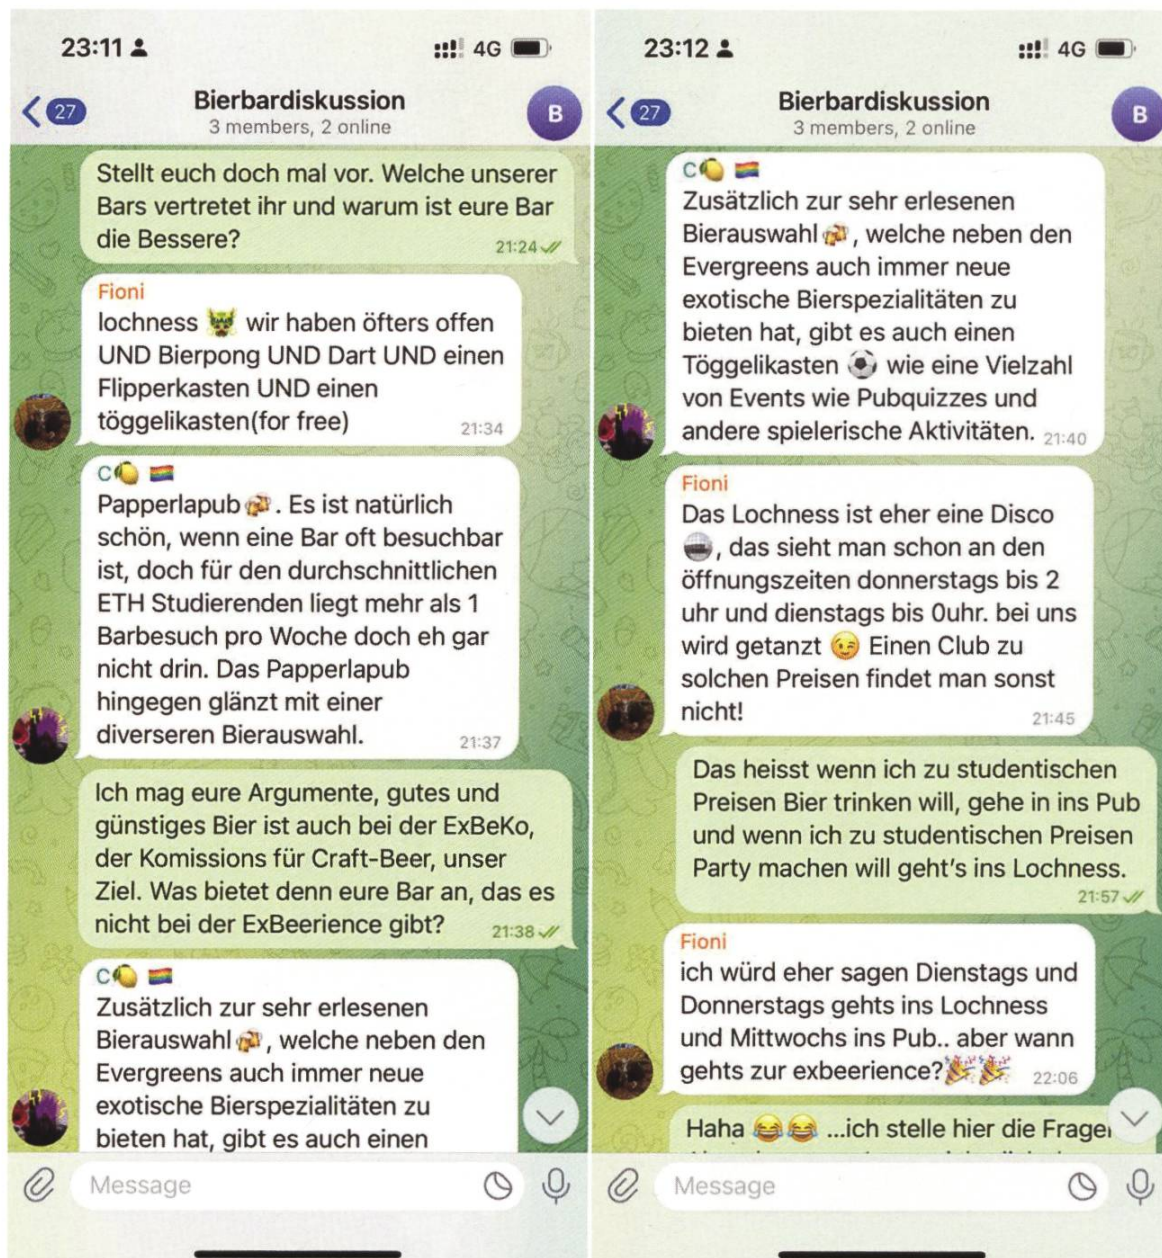 23:11 4G
27
Bierbardiskussion
3 members, 2 online
B
Stellt euch doch mal vor. Welche unserer
Bars vertretet ihr und warum ist eure Bar
die Bessere?
21:24
Fioni
lochness 🐲 wir haben öfters offen
UND Bierpong UND Dart UND einen
Flipperkasten UND einen
töggelikasten(for free) 21:34
C🍋 🏳️‍🌈
Papperlapub🍻. Es ist natürlich
schön, wenn eine Bar oft besuchbar
ist, doch für den durchschnittlichen
ETH Studierenden liegt mehr als 1
Barbesuch pro Woche doch eh gar
nicht drin. Das Papperlapub
hingegen glänzt mit einer
diverseren Bierauswahl. 21:37
Ich mag eure Argumente, gutes und
günstiges Bier ist auch bei der ExBeKo,
der Komissions für Craft-Beer, unser
Ziel. Was bietet denn eure Bar an, das es
nicht bei der ExBeerience gibt? 21:38
C🍋 🏳️‍🌈
Zusätzlich zur sehr erlesenen
Bierauswahl🍻, welche neben den
Evergreens auch immer neue
exotische Bierspezialitäten zu
bieten hat, gibt es auch einen
Message
23:12 4G
27
Bierbardiskussion
3 members, 2 online
B
C🍋 🏳️‍🌈
Zusätzlich zur sehr erlesenen
Bierauswahl🍻, welche neben den
Evergreens auch immer neue
exotische Bierspezialitäten zu
bieten hat, gibt es auch einen
Töggelikasten ⚽ wie eine Vielzahl
von Events wie Pubquizzes und
andere spielerische Aktivitäten. 21:40
Fioni
Das Lochness ist eher eine Disco
🪩, das sieht man schon an den
öffnungszeiten donnerstags bis 2
uhr und dienstags bis 0uhr. bei uns
wird getanzt 😉 Einen Club zu
solchen Preisen findet man sonst
nicht! 21:45
Das heisst wenn ich zu studentischen
Preisen Bier trinken will, gehe in ins Pub
und wenn ich zu studentischen Preisen
Party machen will geht's ins Lochness.
21:57
Fioni
ich würd eher sagen Dienstags und
Donnerstags gehts ins Lochness
und Mittwochs ins Pub.. aber wann
gehts zur exbeerience?🎉🎉 22:06
Haha 😂😂 ...ich stelle hier die
Message